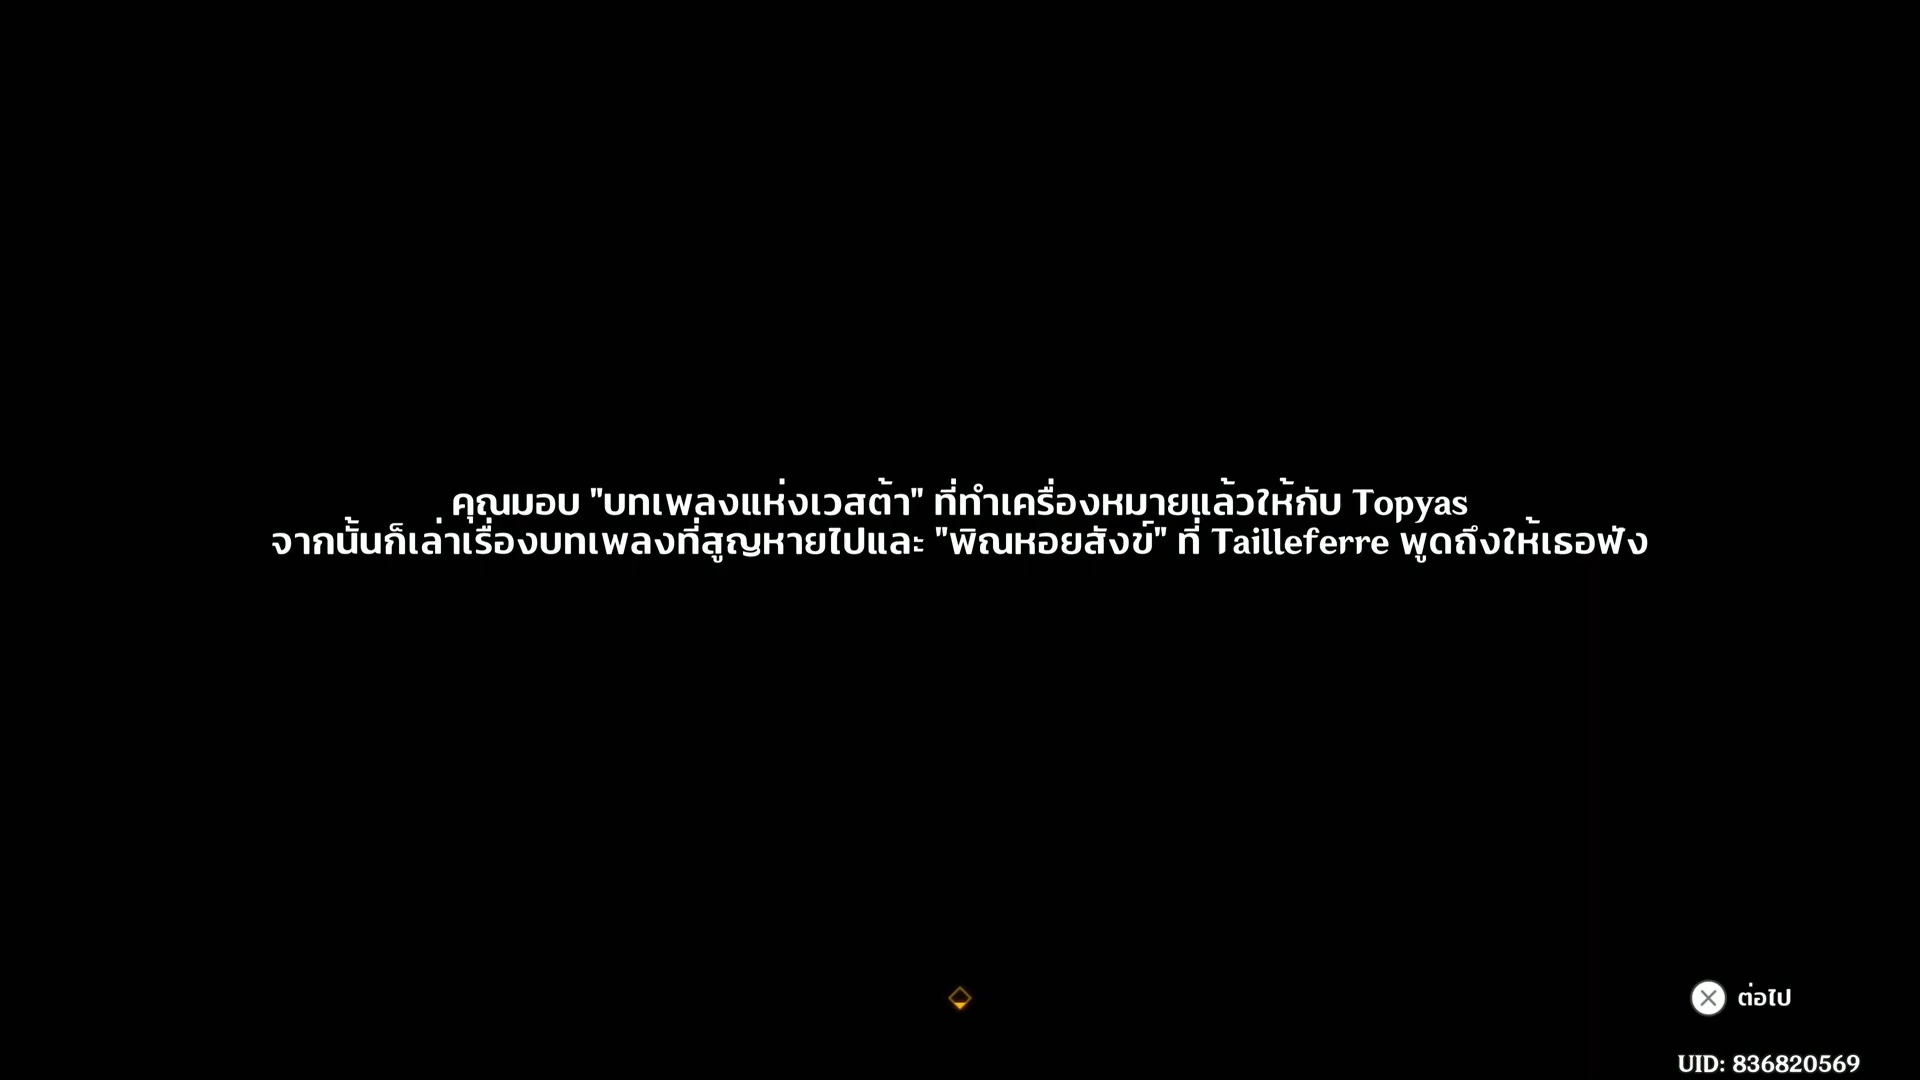 คุณมอบ "บทเพลงแห่งเวสต้า" ที่ทำเครื่องหมายแล้วให้กับ Topyas
จากนั้นก็เล่าเรื่องบทเพลงที่สูญหายไปและ "พิณหอยสังข์" ที่ Tailleferre พูดถึงให้เธอฟัง
ต่อไป
UID: 836820569